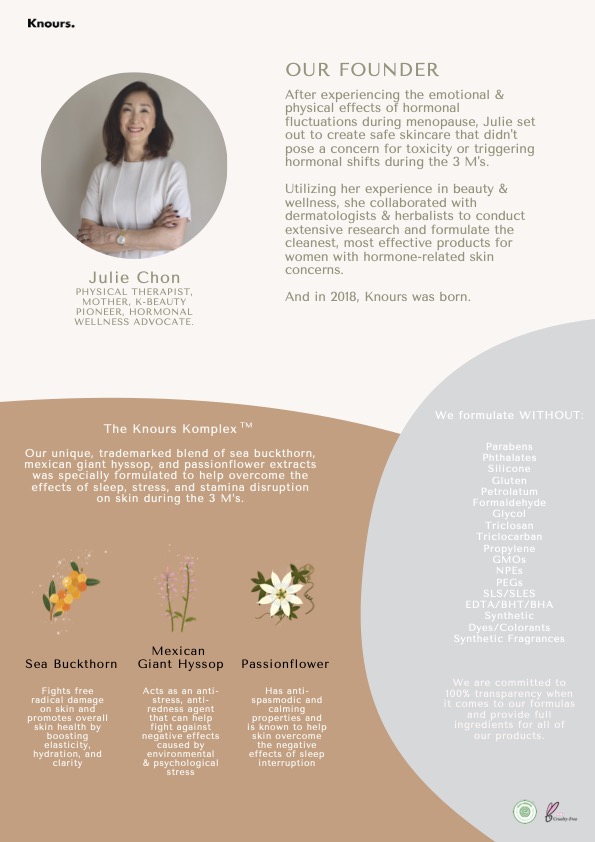 Knours.
OUR FOUNDER
After experiencing the emotional &
physical effects of hormonal
fluctuations during menopause, Julie set
out to create safe skincare that didn't
pose a concern for toxicity or triggering
hormonal shifts during the 3 M's.
Utilizing her experience in beauty &
wellness, she collaborated with
dermatologists & herbalists to conduct
extensive research and formulate the
cleanest, most effective products for
women with hormone-related skin
concerns.
And in 2018, Knours was born.
Julie Chon
PHYSICAL THERAPIST,
MOTHER, K-BEAUTY
PIONEER, HORMONAL
WELLNESS ADVOCATE.
The Knours Komplex™
Our unique, trademarked blend of sea buckthorn,
mexican giant hyssop, and passionflower extracts
was specially formulated to help overcome the
effects of sleep, stress, and stamina disruption
on skin during the 3 M's.
Sea Buckthorn
Fights free
radical damage
on skin and
promotes overall
skin health by
boosting
elasticity,
hydration, and
clarity
Mexican
Giant Hyssop
Acts as an anti-
stress, anti-
redness agent
that can help
fight against
negative effects
caused by
environmental
& psychological
stress
Passionflower
Has anti-
spasmodic and
calming
properties and
is known to help
skin overcome
the negative
effects of sleep
interruption
We formulate WITHOUT:
Parabens
Phthalates
Silicone
Gluten
Petrolatum
Formaidehyde
Glycol
Triclosan
Triclocarban
Propylene
GMOs
NPEs
PEGs
SLS/SLES
EDTA/BHT/BHA
Synthetic
Dyes/Colorants
Synthetic Fragrances
We are committed to
100% transparency when
it comes to our formulas
and provide full
ingredients for all of
our products.
Cruelty-Free